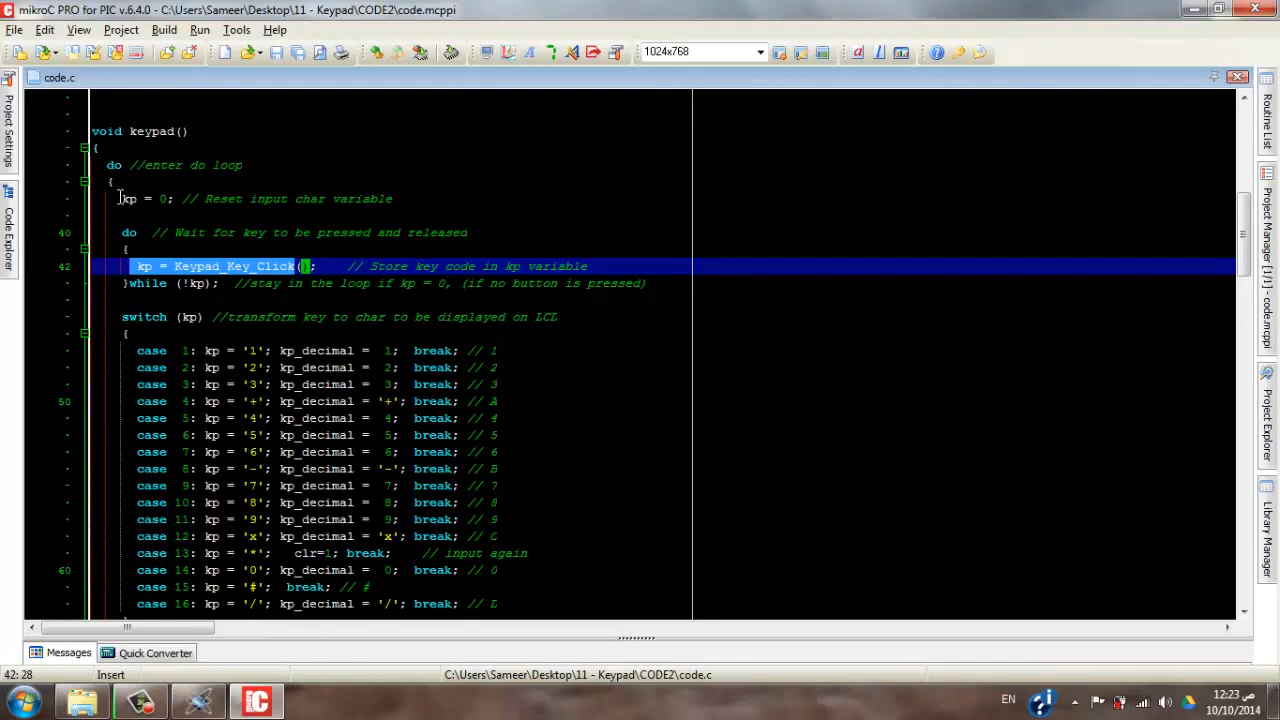 mikroC PRO for PIC v.6.4.0 - C:\Users\Sameer\Desktop\11 - Keypad\CODE2\code.mcppi
File Edit View Project Build Run Tools Help
1024x768
code.c
void keypad()
{
do //enter do loop
{
kp = 0; // Reset input char variable
40 do // Wait for key to be pressed and released
{
42 kp = Keypad_Key_Click(); // Store key code in kp variable
}while (!kp); //stay in the loop if kp = 0, (if no button is pressed)
switch (kp) //transform key to char to be displayed on LCL
{
case 1: kp = '1'; kp_decimal = 1; break; // 1
case 2: kp = '2'; kp_decimal = 2; break; // 2
case 3: kp = '3'; kp_decimal = 3; break; // 3
50 case 4: kp = '+'; kp_decimal = '+'; break; // A
case 5: kp = '4'; kp_decimal = 4; break; // 4
case 6: kp = '5'; kp_decimal = 5; break; // 5
case 7: kp = '6'; kp_decimal = 6; break; // 6
case 8: kp = '-'; kp_decimal = '-'; break; // B
case 9: kp = '7'; kp_decimal = 7; break; // 7
case 10: kp = '8'; kp_decimal = 8; break; // 8
case 11: kp = '9'; kp_decimal = 9; break; // 9
case 12: kp = 'x'; kp_decimal = 'x'; break; // C
case 13: kp = '*'; clr=1; break; // input again
60 case 14: kp = '0'; kp_decimal = 0; break; // 0
case 15: kp = '#'; break; // #
case 16: kp = '/'; kp_decimal = '/'; break; // D
Project Settings
Code Explorer
Routine List
Project Manager [1/1] - code.mcppi
Project Explorer
Library Manager
Messages Quick Converter
42: 28 Insert C:\Users\Sameer\Desktop\11 - Keypad\CODE2\code.c
EN
12:23 ص
10/10/2014